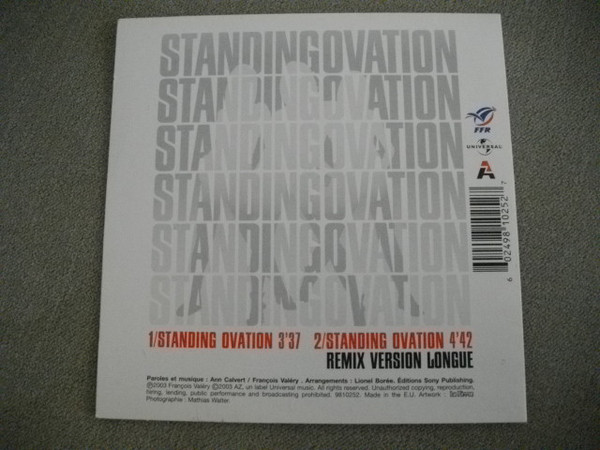 STANDINGOVATION
STANDINGOVATION
STANDINGOVATION
STANDINGOVATION
STANDINGOVATION
STANDINGOVATION
FFR
UNIVERSAL
A
6 02498 10252 7
1/STANDING OVATION 3'37 2/STANDING OVATION 4'42
REMIX VERSION LONGUE
Paroles et musique : Ann Calvert / François Valéry . Arrangements : Lionel Borée. Éditions Sony Publishing.
℗2003 François Valéry ©2003 AZ, un label Universal music. All rights reserved. Unauthorized copying, reproduction,
hiring, lending, public performance and broadcasting prohibited. 9810252. Made in the E.U. Artwork :
Photographie : Mathias Walter.